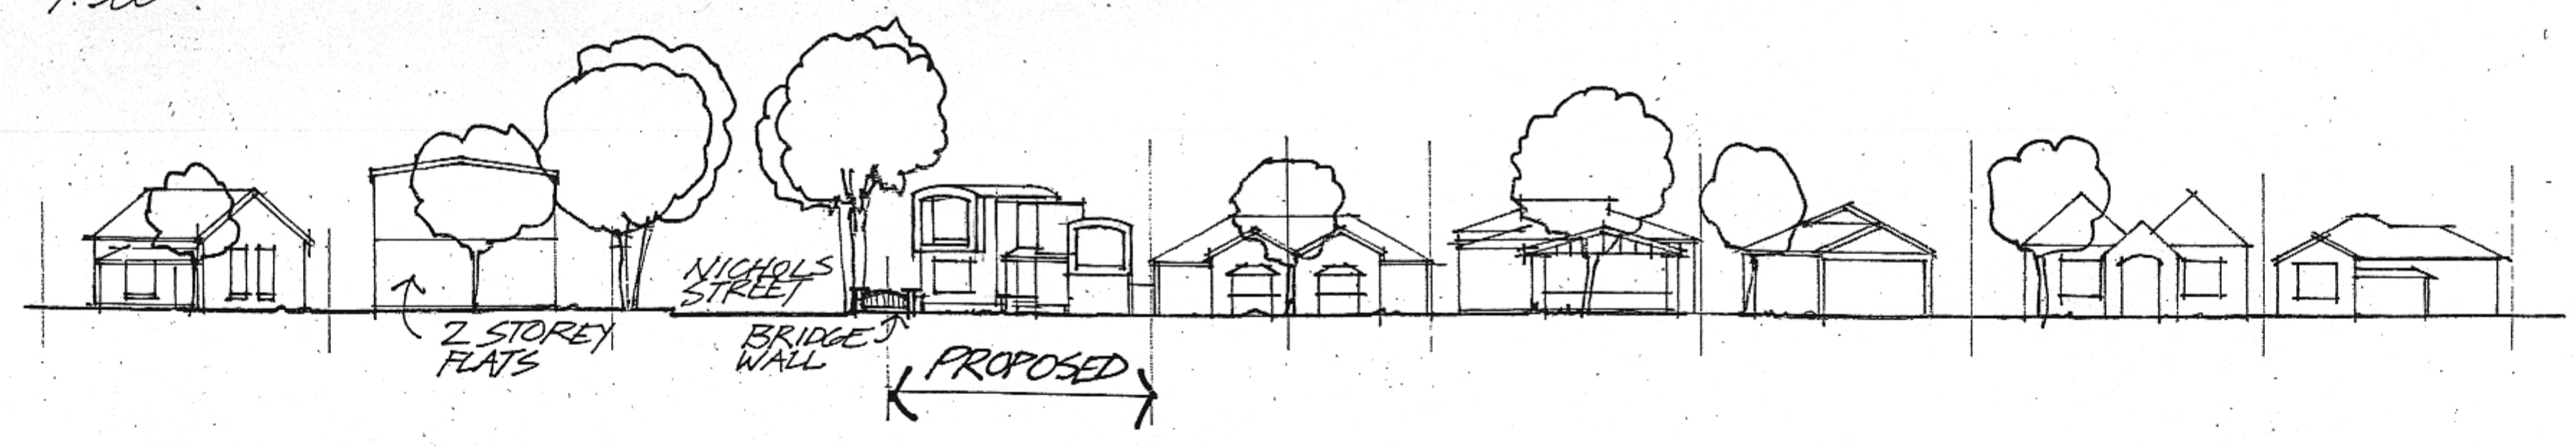 2 STOREY
FLATS
NICHOLS
STREET
BRIDGE
WALL
PROPOSED